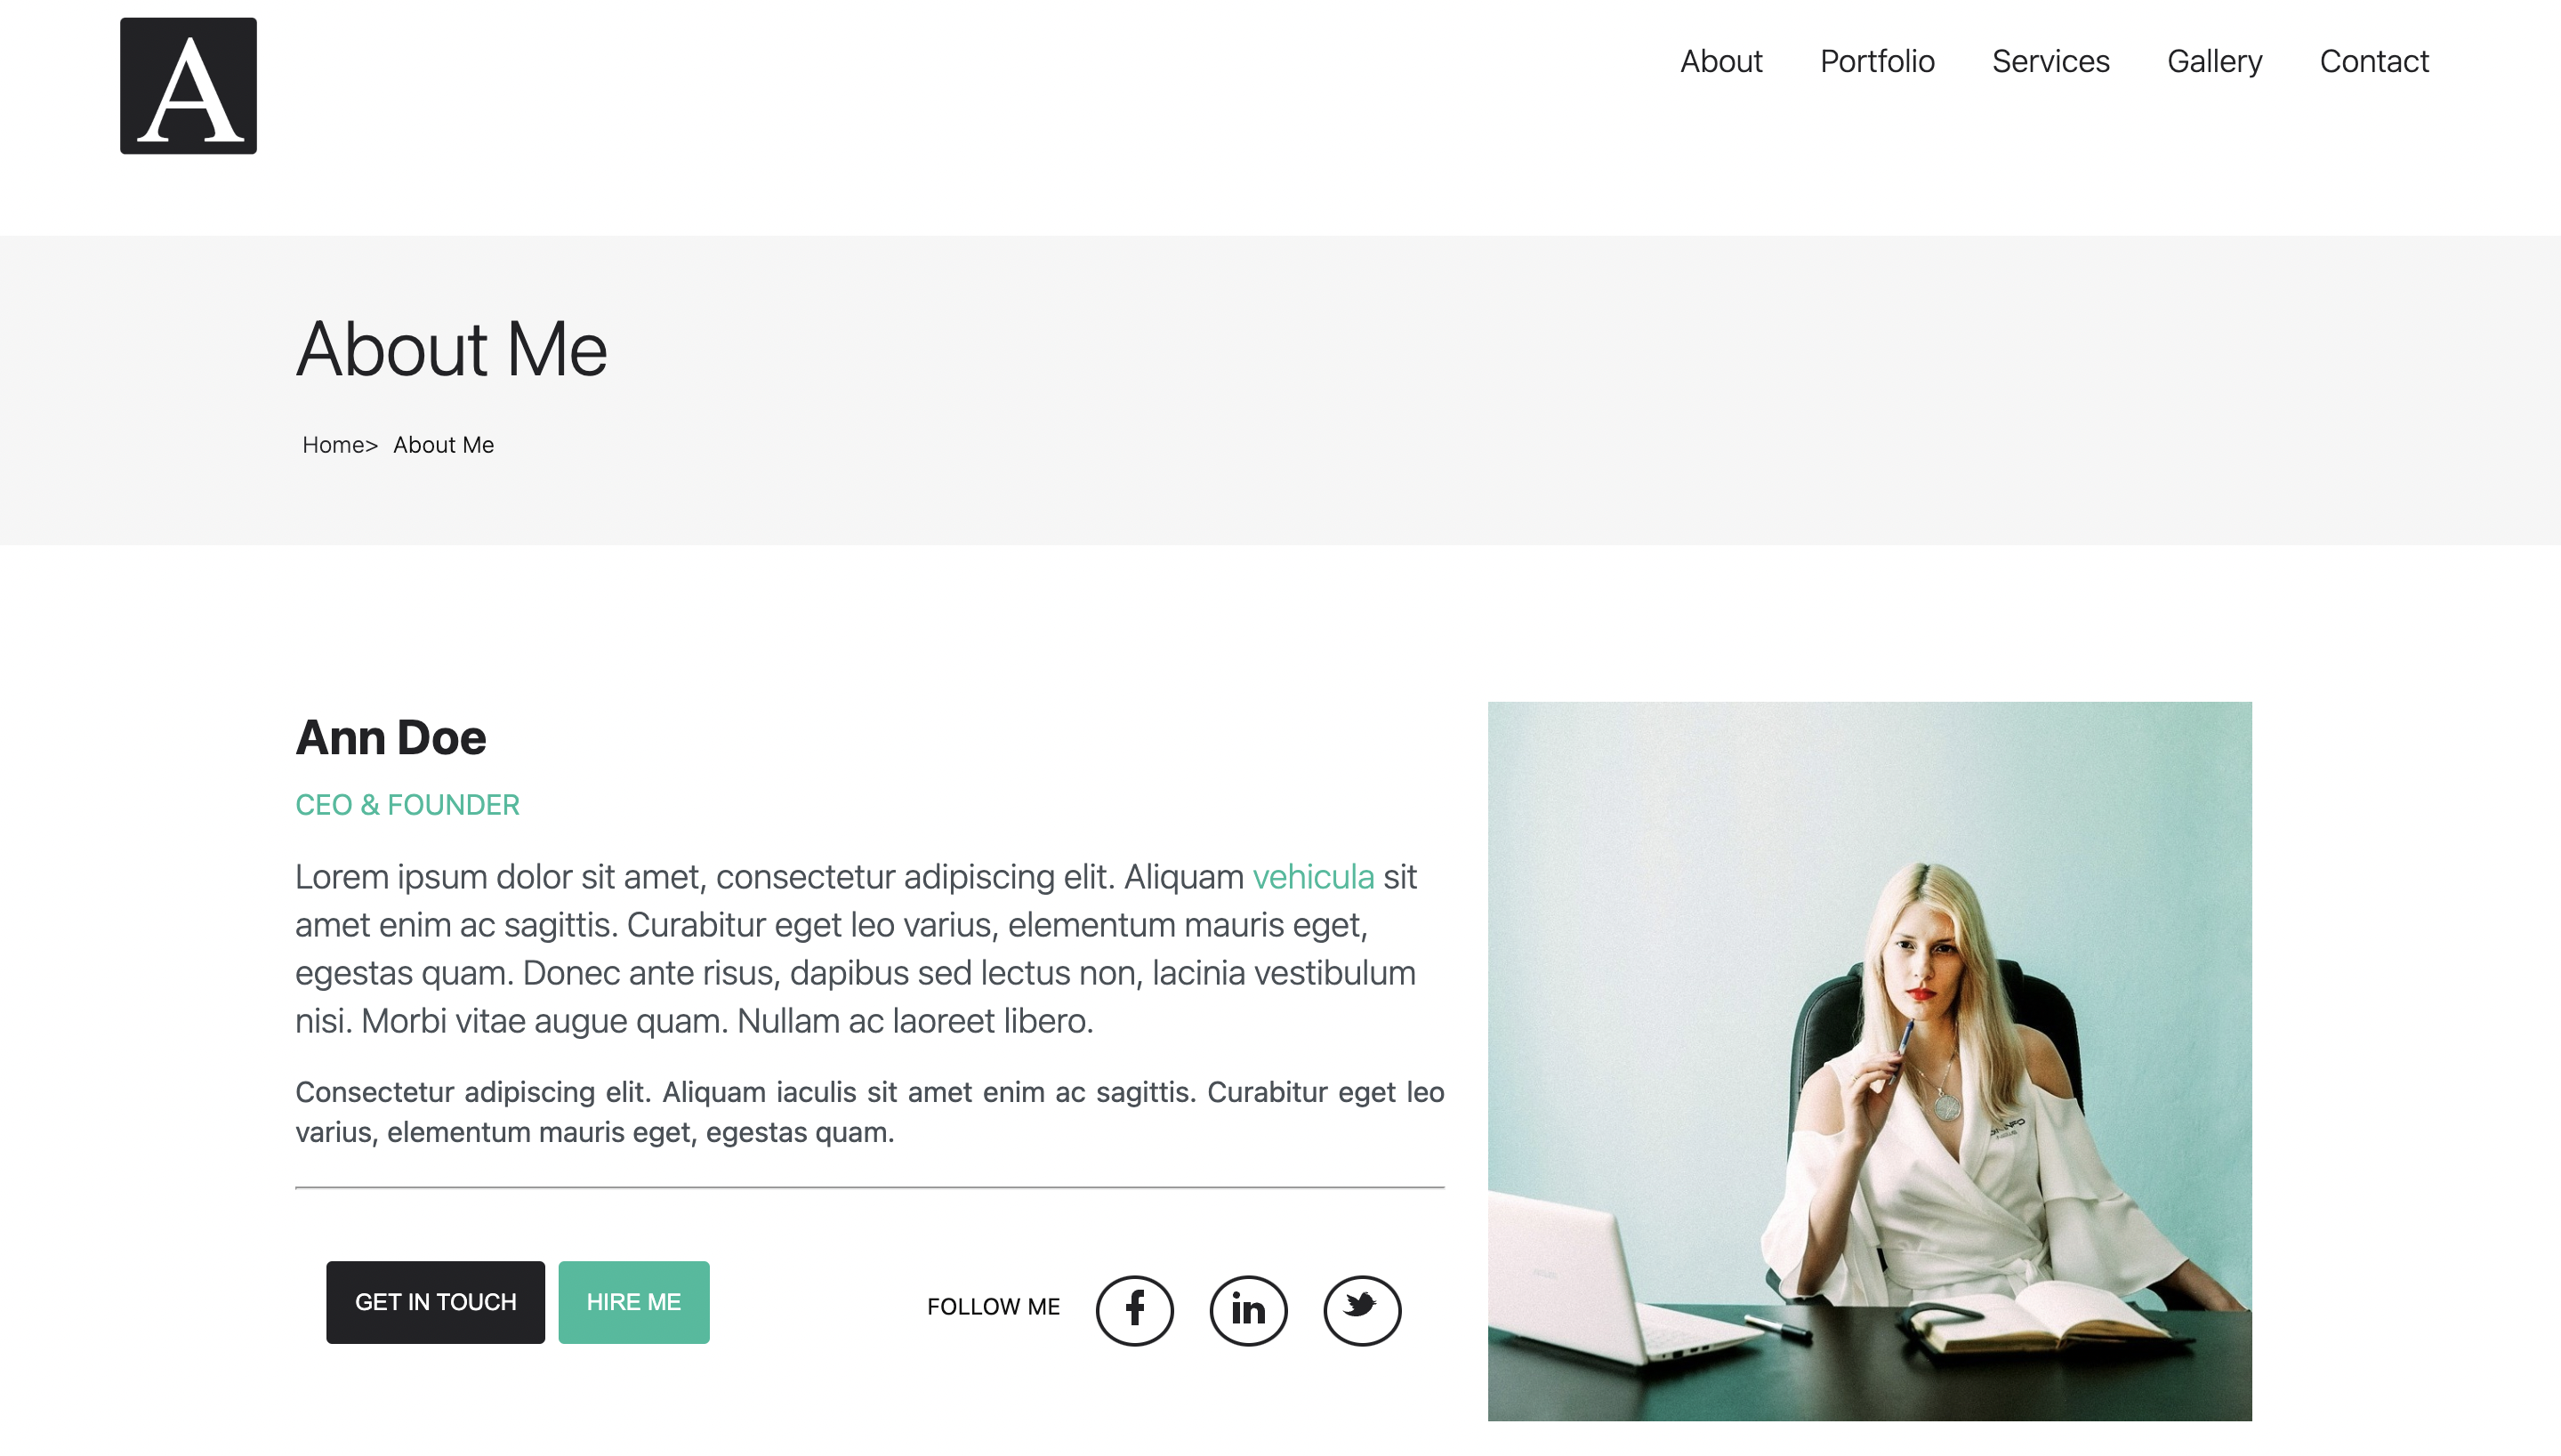 A
About Portfolio Services Gallery Contact
About Me
Home> About Me
Ann Doe
CEO & FOUNDER
Lorem ipsum dolor sit amet, consectetur adipiscing elit. Aliquam vehicula sit
amet enim ac sagittis. Curabitur eget leo varius, elementum mauris eget,
egestas quam. Donec ante risus, dapibus sed lectus non, lacinia vestibulum
nisi. Morbi vitae augue quam. Nullam ac laoreet libero.
Consectetur adipiscing elit. Aliquam iaculis sit amet enim ac sagittis. Curabitur eget leo
varius, elementum mauris eget, egestas quam.
GET IN TOUCH HIRE ME FOLLOW ME f in